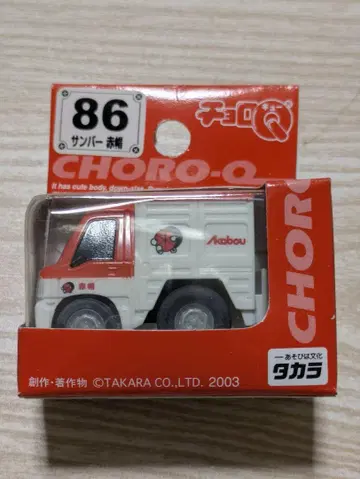 86
サンバー 赤帽
チョロQ
CHORO-Q
It has cute body, down-size.
Akabou
赤帽
CHORO
あそびは文化
タカラ
創作・著作物 ©TAKARA CO.,LTD. 2003